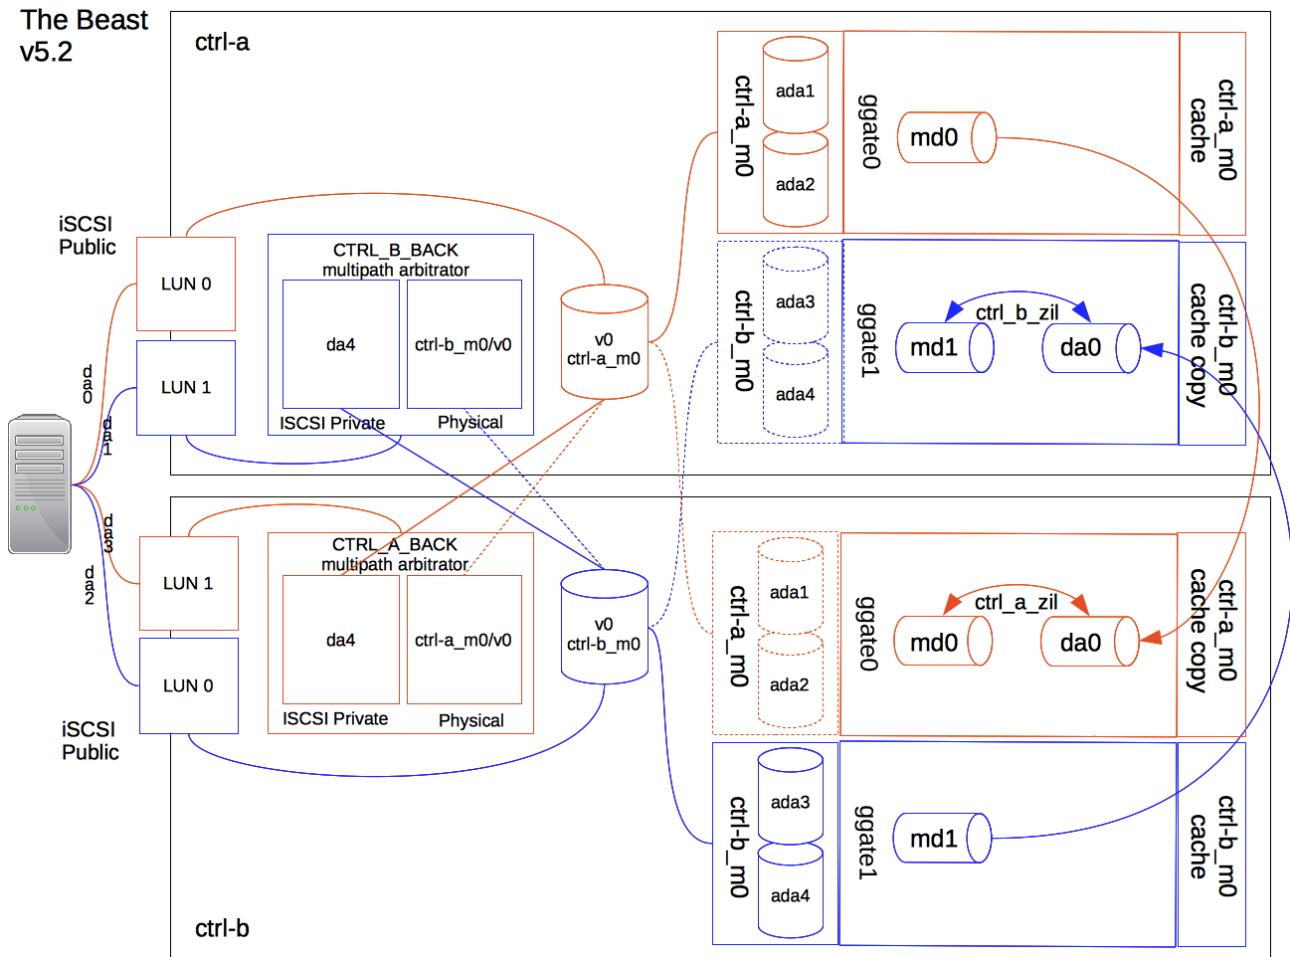 The Beast
v5.2
ctrl-a
iSCSI
Public
LUN 0
LUN 1
da0
da1
CTRL_B_BACK
multipath arbitrator
da4
ctrl-b_m0/v0
ISCSI Private
Physical
v0
ctrl-a_m0
ctrl-a_m0
ada1
ada2
ggate0
md0
ctrl-a_m0
cache
ctrl-b_m0
ada3
ada4
ggate1
ctrl_b_zil
md1
da0
ctrl-b_m0
cache copy
da3
da2
LUN 1
LUN 0
iSCSI
Public
CTRL_A_BACK
multipath arbitrator
da4
ctrl-a_m0/v0
ISCSI Private
Physical
v0
ctrl-b_m0
ctrl-a_m0
ada1
ada2
ggate0
ctrl_a_zil
md0
da0
ctrl-a_m0
cache copy
ctrl-b_m0
ada3
ada4
ggate1
md1
ctrl-b_m0
cache
ctrl-b